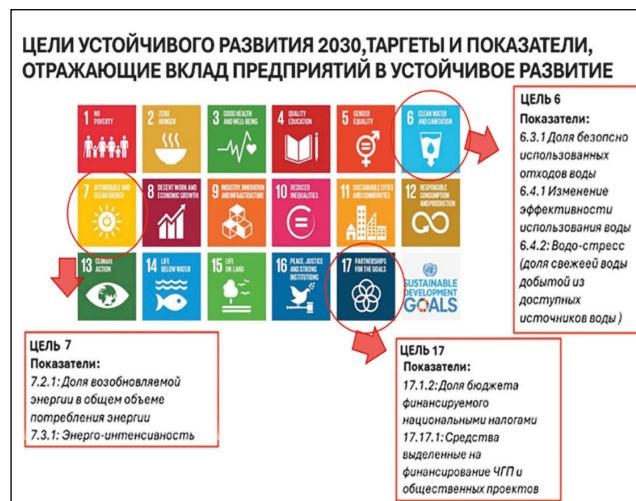 ЦЕЛИ УСТОЙЧИВОГО РАЗВИТИЯ 2030,ТАРГЕТЫ И ПОКАЗАТЕЛИ,
ОТРАЖАЮЩИЕ ВКЛАД ПРЕДПРИЯТИЙ В УСТОЙЧИВОЕ РАЗВИТИЕ
1 NO
POVERTY
2 ZERO
HUNGER
3 GOOD HEALTH
AND WELL-BEING
4 QUALITY
EDUCATION
5 GENDER
EQUALITY
6 CLEAN WATER
AND SANITATION
7 AFFORDABLE AND
CLEAN ENERGY
8 DECENT WORK AND
ECONOMIC GROWTH
9 INDUSTRY, INNOVATION
AND INFRASTRUCTURE
10 REDUCED
INEQUALITIES
11 SUSTAINABLE CITIES
AND COMMUNITIES
12 RESPONSIBLE
CONSUMPTION
AND PRODUCTION
13 CLIMATE
ACTION
14 LIFE
BELOW WATER
15 LIFE
ON LAND
16 PEACE, JUSTICE
AND STRONG
INSTITUTIONS
17 PARTNERSHIPS
FOR THE GOALS
SUSTAINABLE
DEVELOPMENT
GOALS
ЦЕЛЬ 6
Показатели:
6.3.1 Доля безопсно
использованных
отходов воды
6.4.1 Изменение
эффективности
использования воды
6.4.2: Водо-стресс
(доля свежеей воды
добытой из
доступных
источников воды )
ЦЕЛЬ 7
Показатели:
7.2.1: Доля возобновляемой
энергии в общем объеме
потребления энергии
7.3.1: Энерго-интенсивность
ЦЕЛЬ 17
Показатели:
17.1.2: Доля бюджета
финансируемого
национальными налогами
17.17.1: Средства
выделенные на
финансирование ЧГП и
общественных проектов